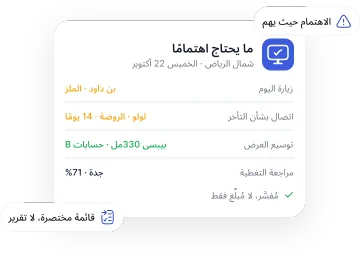 الاهتمام حيث يهم
ما يحتاج اهتمامًا
شمال الرياض · الخميس 22 أكتوبر
زيارة اليوم بن داود · الملز
اتصال بشأن التأخر لولو · الروضة · 14 يومًا
توسيع العرض بيبسي 330مل · حسابات B
مراجعة التغطية جدة · 71%
مُفسَّر، لا مُبلَّغ فقط
قائمة مختصرة، لا تقرير